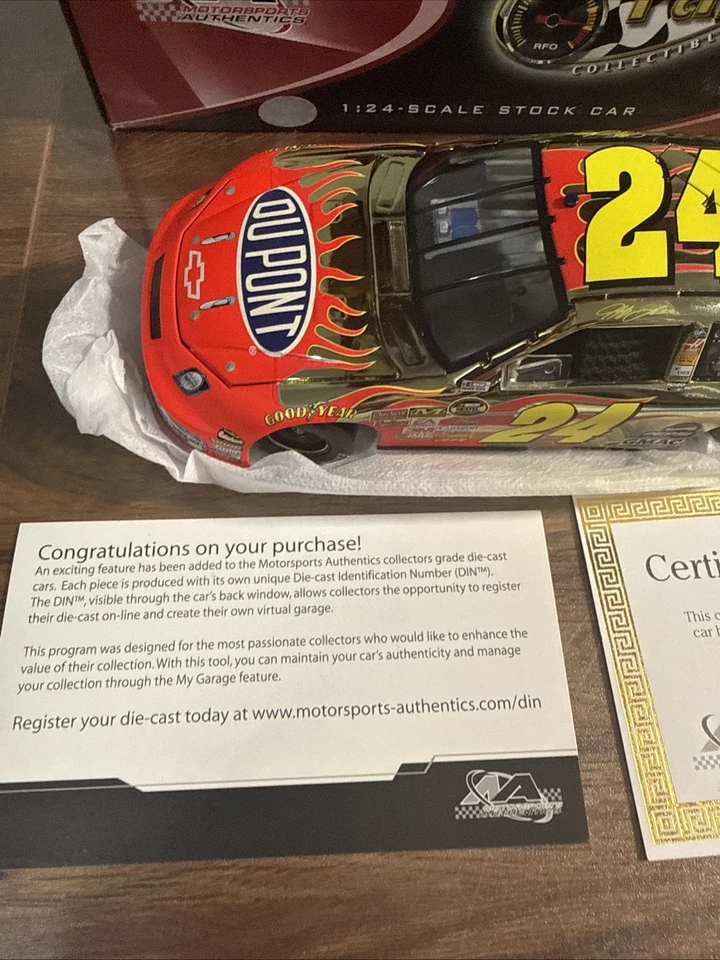 MOTORSPORTS
AUTHENTICS
RFO
COLLECTIBL
1:24-SCALE STOCK CAR
DUPONT
24
GOODYEAR
24
GMAC
Congratulations on your purchase!
An exciting feature has been added to the Motorsports Authentics collectors grade die-cast
cars. Each piece is produced with its own unique Die-cast Identification Number (DIN™).
The DIN™, visible through the car's back window, allows collectors the opportunity to register
their die-cast on-line and create their own virtual garage.
This program was designed for the most passionate collectors who would like to enhance the
value of their collection. With this tool, you can maintain your car's authenticity and manage
your collection through the My Garage feature.
Register your die-cast today at www.motorsports-authentics.com/din
MOTORSPORTS
AUTHENTICS
Certi
This c
car h